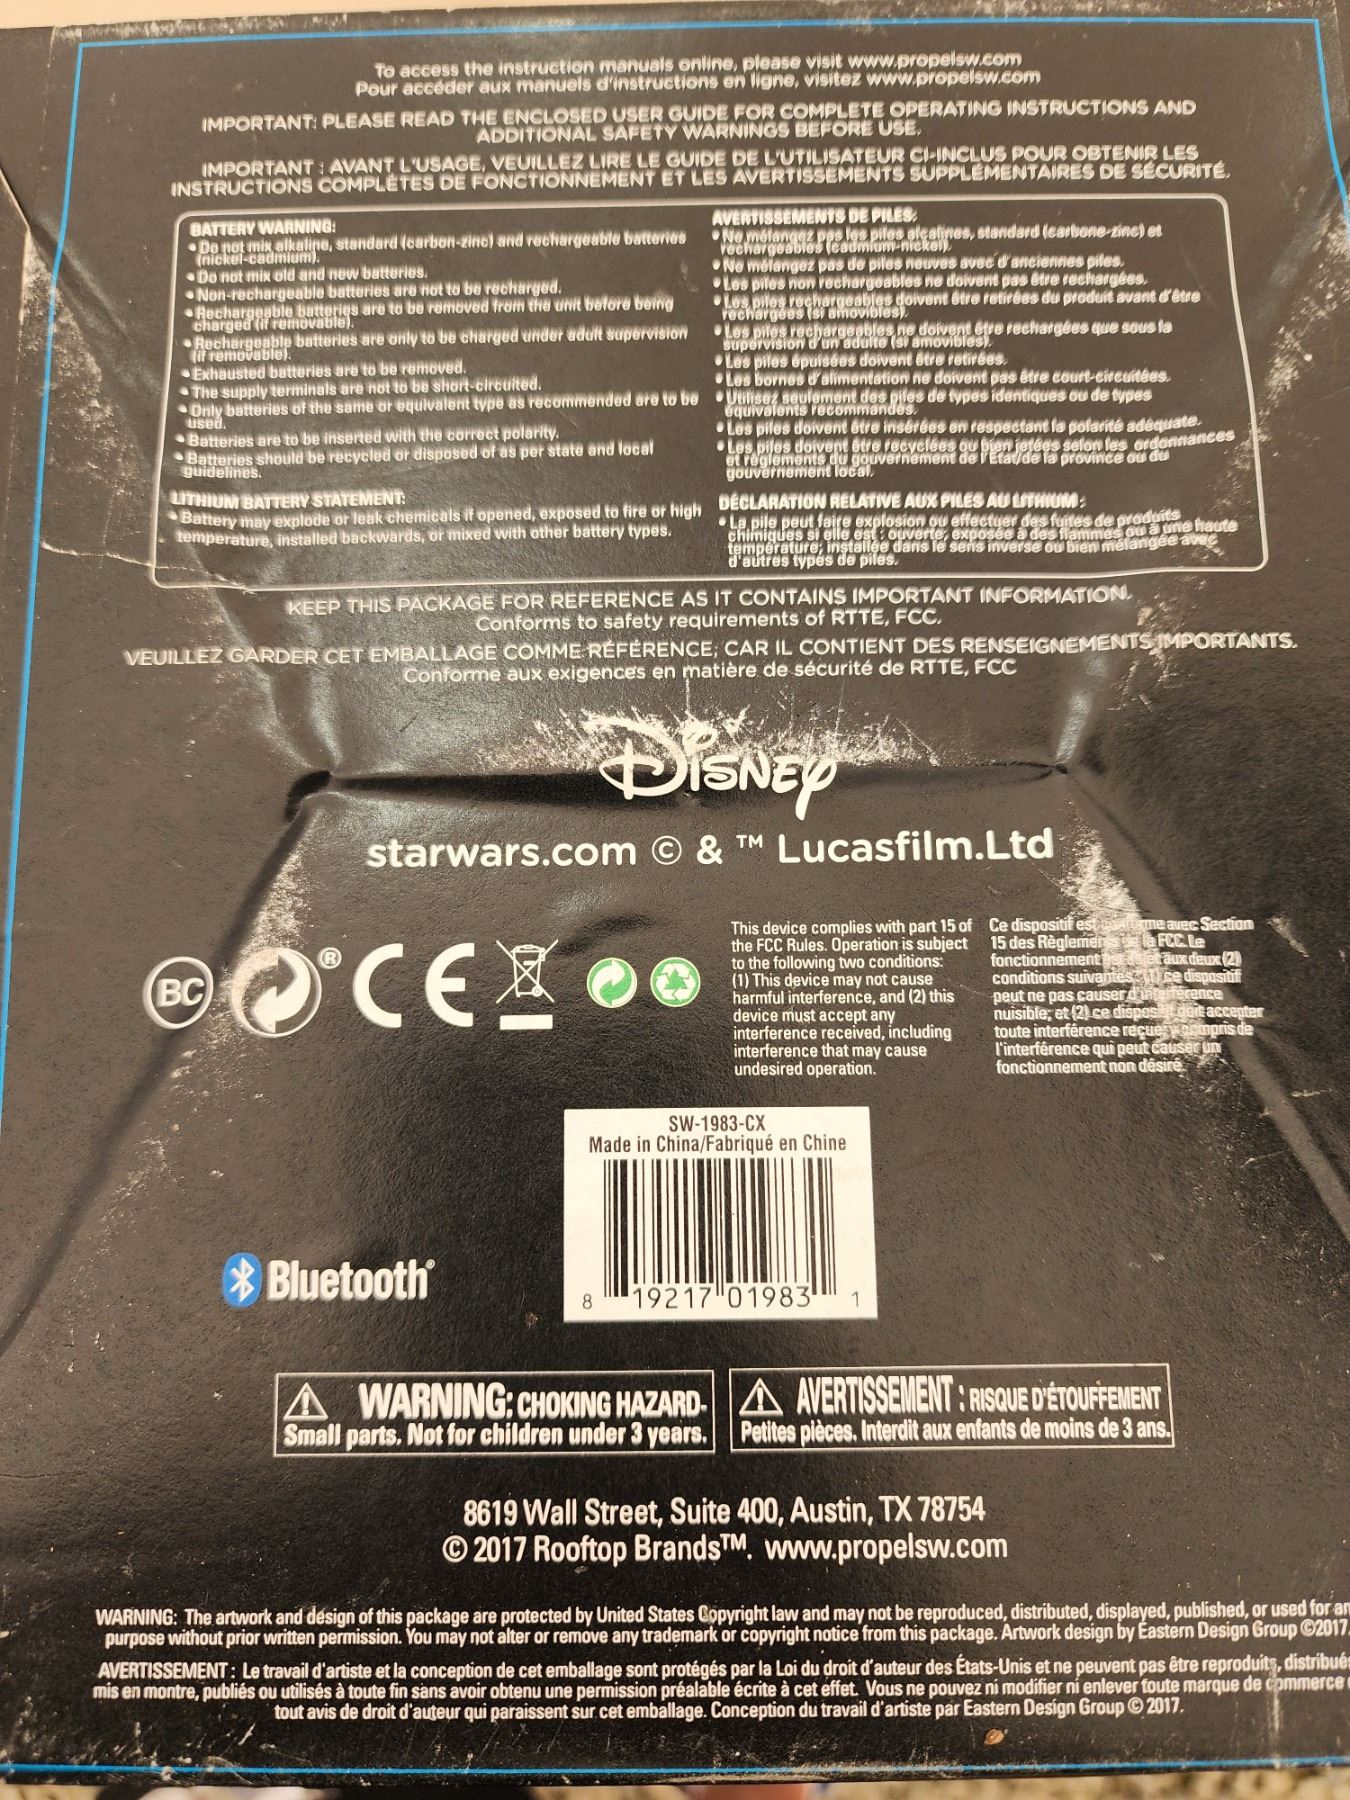 To access the instruction manuals online, please visit www.propelsw.com
Pour accéder aux manuels d'instructions en ligne, visitez www.propelsw.com
IMPORTANT: PLEASE READ THE ENCLOSED USER GUIDE FOR COMPLETE OPERATING INSTRUCTIONS AND
ADDITIONAL SAFETY WARNINGS BEFORE USE.
IMPORTANT : AVANT L'USAGE, VEUILLEZ LIRE LE GUIDE DE L'UTILISATEUR CI-INCLUS POUR OBTENIR LES
INSTRUCTIONS COMPLÈTES DE FONCTIONNEMENT ET LES AVERTISSEMENTS SUPPLÉMENTAIRES DE SÉCURITÉ.
BATTERY WARNING:
• Do not mix alkaline, standard (carbon-zinc) and rechargeable batteries
(nickel-cadmium).
• Do not mix old and new batteries.
• Non-rechargeable batteries are not to be recharged.
• Rechargeable batteries are to be removed from the unit before being
charged (if removable).
• Rechargeable batteries are only to be charged under adult supervision
(if removable).
• Exhausted batteries are to be removed.
• The supply terminals are not to be short-circuited.
• Only batteries of the same or equivalent type as recommended are to be
used.
• Batteries are to be inserted with the correct polarity.
• Batteries should be recycled or disposed of as per state and local
guidelines.
LITHIUM BATTERY STATEMENT:
• Battery may explode or leak chemicals if opened, exposed to fire or high
temperature, installed backwards, or mixed with other battery types.
AVERTISSEMENTS DE PILES:
• Ne mélangez pas les piles alcalines, standard (carbone-zinc) et
rechargeables (cadmium-nickel).
• Ne mélangez pas de piles neuves avec d'anciennes piles.
• Les piles non rechargeables ne doivent pas être rechargées.
• Les piles rechargeables doivent être retirées du produit avant d'être
rechargées (si amovibles).
• Les piles rechargeables ne doivent être rechargées que sous la
supervision d'un adulte (si amovibles).
• Les piles épuisées doivent être retirées.
• Les bornes d'alimentation ne doivent pas être court-circuitées.
• Utilisez seulement des piles de types identiques ou de types
équivalents recommandés.
• Les piles doivent être insérées en respectant la polarité adéquate.
• Les piles doivent être recyclées ou bien jetées selon les ordonnances
et règlements du gouvernement de l'État/de la province ou du
gouvernement local.
DÉCLARATION RELATIVE AUX PILES AU LITHIUM :
• La pile peut faire explosion ou effectuer des fuites de produits
chimiques si elle est : ouverte, exposée à des flammes ou à une haute
température; installée dans le sens inverse ou bien mélangée avec
d'autres types de piles.
KEEP THIS PACKAGE FOR REFERENCE AS IT CONTAINS IMPORTANT INFORMATION.
Conforms to safety requirements of RTTE, FCC.
VEUILLEZ GARDER CET EMBALLAGE COMME RÉFÉRENCE; CAR IL CONTIENT DES RENSEIGNEMENTS IMPORTANTS.
Conforme aux exigences en matière de sécurité de RTTE, FCC
Disney
starwars.com © & ™ Lucasfilm.Ltd
BC ® CE
This device complies with part 15 of
the FCC Rules. Operation is subject
to the following two conditions:
(1) This device may not cause
harmful interference, and (2) this
device must accept any
interference received, including
interference that may cause
undesired operation.
Ce dispositif est avec Section
15 des Règlements la FCC. Le
fonctionnement aux deux (2)
conditions suivantes (1) ce dispositif
peut ne pas causer d'interférence
nuisible; et (2) ce dispositif doit accepter
toute interférence reçue, y compris de
l'interférence qui peut causer un
fonctionnement non désiré.
SW-1983-CX
Made in China/Fabriqué en Chine
8 19217 01983 1
Bluetooth®
WARNING: CHOKING HAZARD-
Small parts. Not for children under 3 years.
AVERTISSEMENT : RISQUE D'ÉTOUFFEMENT
Petites pièces. Interdit aux enfants de moins de 3 ans.
8619 Wall Street, Suite 400, Austin, TX 78754
© 2017 Rooftop Brands™. www.propelsw.com
WARNING: The artwork and design of this package are protected by United States Copyright law and may not be reproduced, distributed, displayed, published, or used for
purpose without prior written permission. You may not alter or remove any trademark or copyright notice from this package. Artwork design by Eastern Design Group ©2017.
AVERTISSEMENT : Le travail d'artiste et la conception de cet emballage sont protégés par la Loi du droit d'auteur des États-Unis et ne peuvent pas être reproduits, distribués
mis en montre, publiés ou utilisés à toute fin sans avoir obtenu une permission préalable écrite à cet effet. Vous ne pouvez ni modifier ni enlever toute marque de commerce
tout avis de droit d'auteur qui paraissent sur cet emballage. Conception du travail d'artiste par Eastern Design Group © 2017.